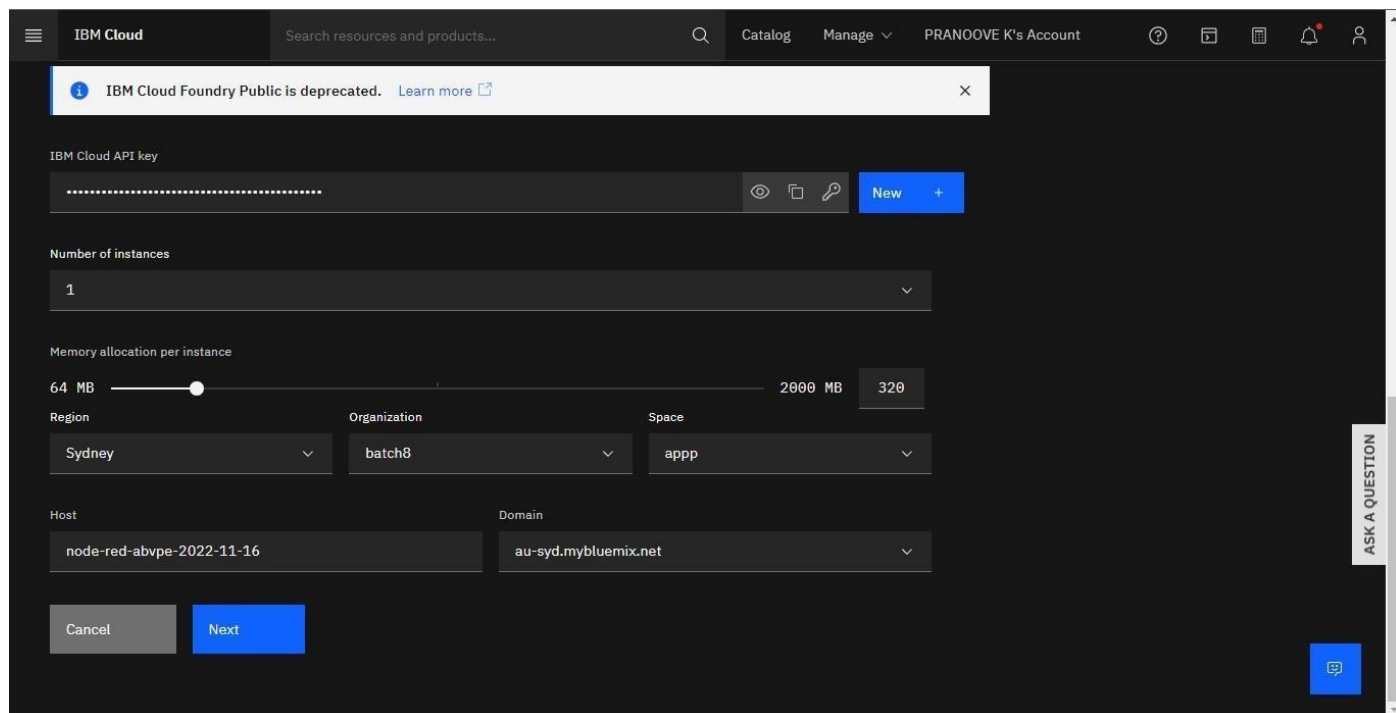 IBM Cloud Search resources and products... Catalog Manage PRANOOVE K's Account
IBM Cloud Foundry Public is deprecated. Learn more
IBM Cloud API key
••••••••••••••••••••••••••••••••••••••••••••
New +
Number of instances
1
Memory allocation per instance
64 MB 2000 MB 320
Region Organization Space
Sydney batch8 appp
Host Domain
node-red-abvpe-2022-11-16 au-syd.mybluemix.net
Cancel Next
ASK A QUESTION